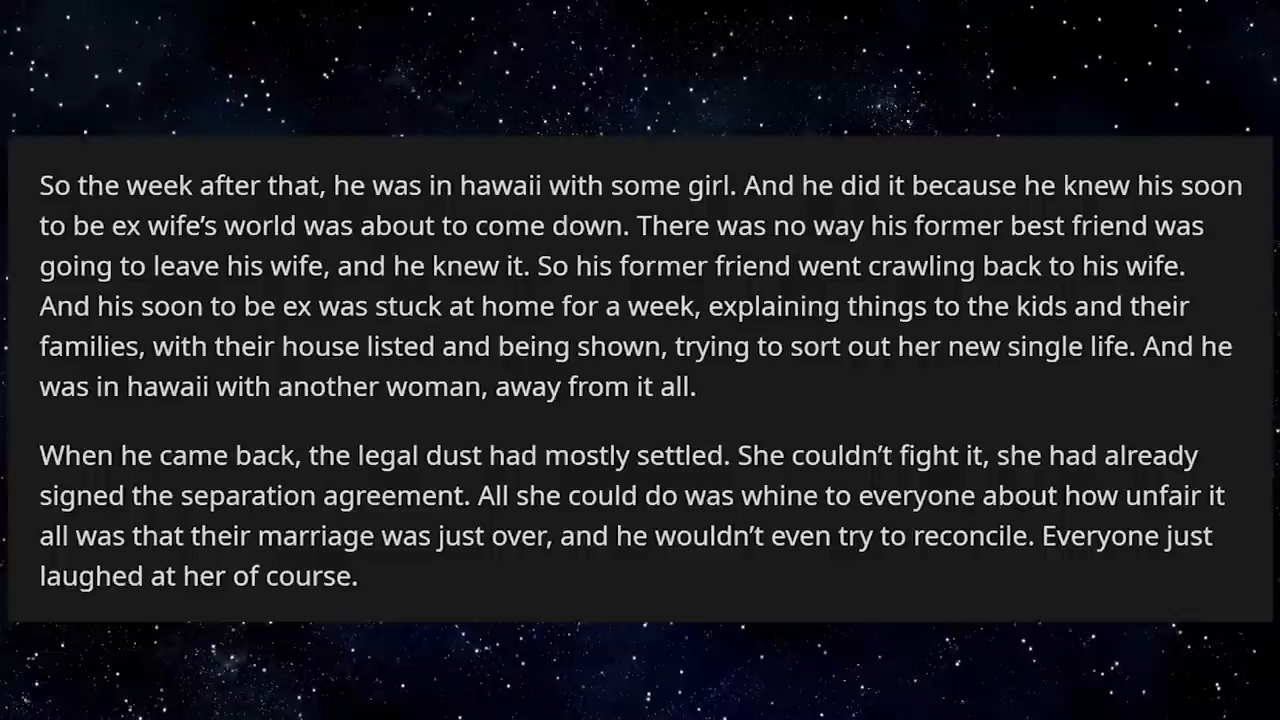 So the week after that, he was in hawaii with some girl. And he did it because he knew his soon
to be ex wife’s world was about to come down. There was no way his former best friend was
going to leave his wife, and he knew it. So his former friend went crawling back to his wife.
And his soon to be ex was stuck at home for a week, explaining things to the kids and their
families, with their house listed and being shown, trying to sort out her new single life. And he
was in hawaii with another woman, away from it all.
When he came back, the legal dust had mostly settled. She couldn’t fight it, she had already
signed the separation agreement. All she could do was whine to everyone about how unfair it
all was that their marriage was just over, and he wouldn’t even try to reconcile. Everyone just
laughed at her of course.